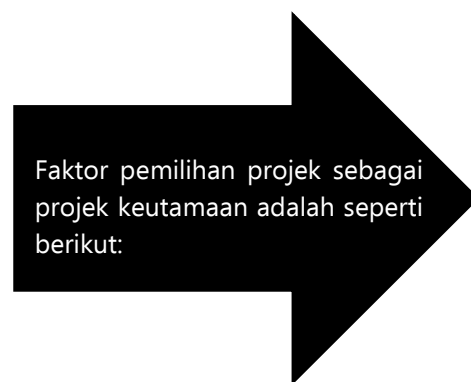 Faktor pemilihan projek sebagai
projek keutamaan adalah seperti
berikut: